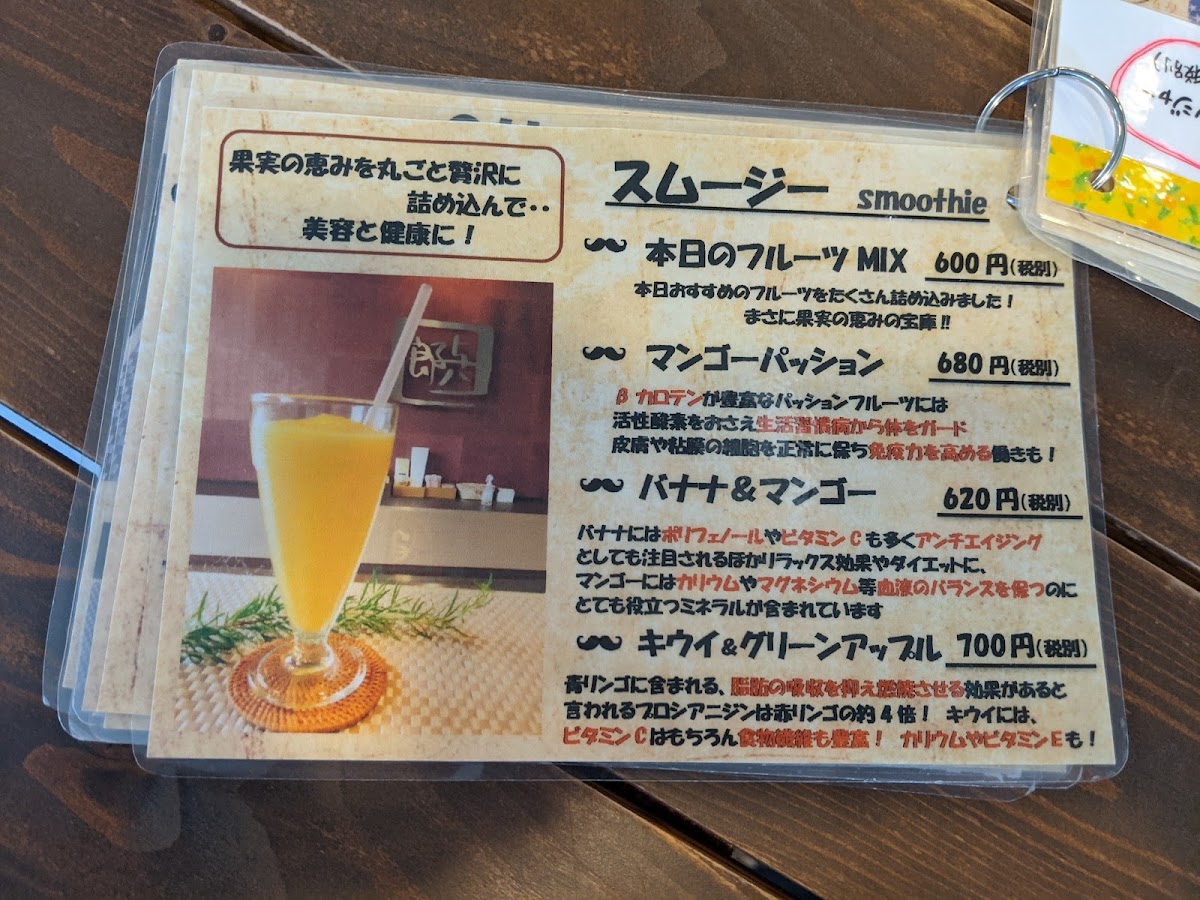 果実の恵みを丸ごと贅沢に
詰め込んで・・
美容と健康に！
スムージー smoothie
本日のフルーツ MIX 600円(税別)
本日おすすめのフルーツをたくさん詰め込みました！
まさに果実の恵みの宝庫!!
マンゴーパッション 680円(税別)
βカロテンが豊富なパッションフルーツには
活性酸素をおさえ生活習慣病から体をガード
皮膚や粘膜の細胞を正常に保ち免疫力を高める働きも！
バナナ＆マンゴー 620円(税別)
バナナにはポリフェノールやビタミンCも多くアンチエイジング
としても注目されるほかリラックス効果やダイエットに、
マンゴーにはカリウムやマグネシウム等血液のバランスを保つのに
とても役立つミネラルが含まれています
キウイ＆グリーンアップル 700円(税別)
青リンゴに含まれる、脂肪の吸収を抑え燃焼させる効果があると
言われるプロシアニジンは赤リンゴの約4倍！ キウイには、
ビタミンCはもちろん食物繊維も豊富！ カリウムやビタミンEも！